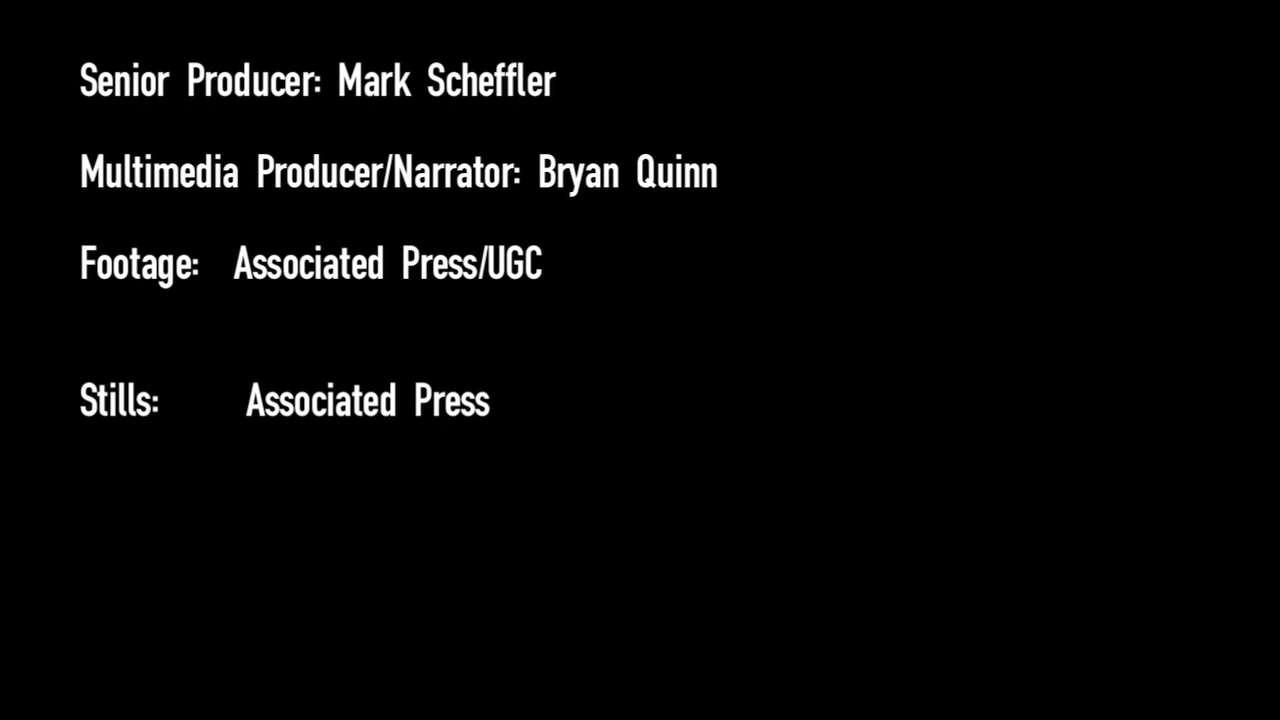 Senior Producer: Mark Scheffler
Multimedia Producer/Narrator: Bryan Quinn
Footage: Associated Press/UGC
Stills: Associated Press